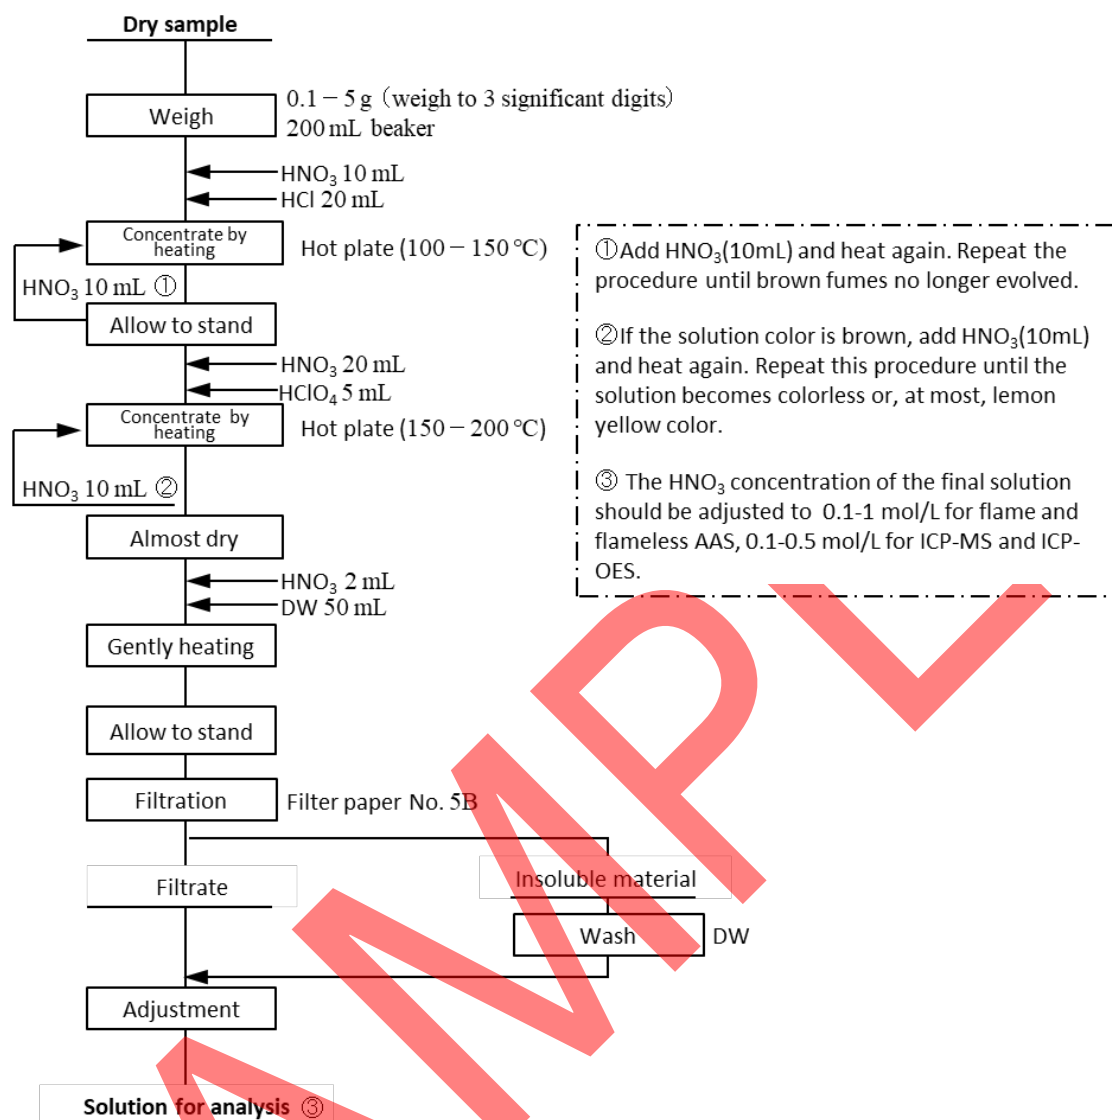 Dry sample
Weigh
0.1－5 g（weigh to 3 significant digits）
200 mL beaker
HNO₃ 10 mL
HCl 20 mL
Concentrate by
heating
Hot plate (100－150 ℃)
HNO₃ 10 mL ①
Allow to stand
HNO₃ 20 mL
HClO₄ 5 mL
Concentrate by
heating
Hot plate (150－200 ℃)
HNO₃ 10 mL ②
Almost dry
HNO₃ 2 mL
DW 50 mL
Gently heating
Allow to stand
Filtration
Filter paper No. 5B
Filtrate
Insoluble material
Wash
DW
Adjustment
Solution for analysis ③
①Add HNO₃(10mL) and heat again. Repeat the
procedure until brown fumes no longer evolved.
②If the solution color is brown, add HNO₃(10mL)
and heat again. Repeat this procedure until the
solution becomes colorless or, at most, lemon
yellow color.
③ The HNO₃ concentration of the final solution
should be adjusted to 0.1-1 mol/L for flame and
flameless AAS, 0.1-0.5 mol/L for ICP-MS and ICP-
OES.